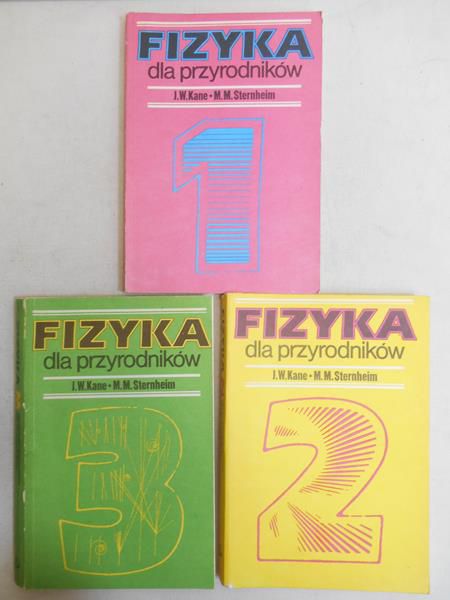 FIZYKA
dla przyrodników
J.W.Kane • M.M.Sternheim
1
FIZYKA
dla przyrodników
J.W.Kane • M.M.Sternheim
3
FIZYKA
dla przyrodników
J.W.Kane • M.M.Sternheim
2